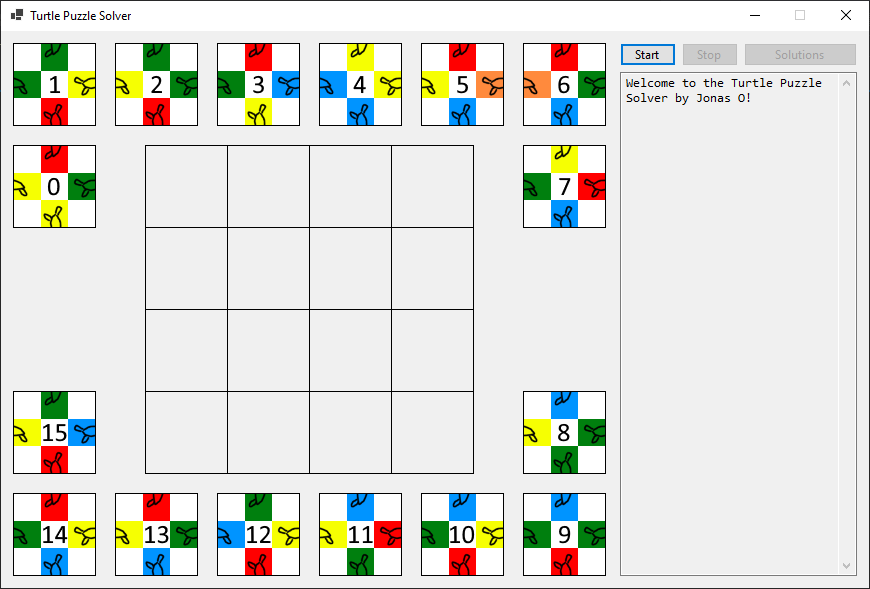 Turtle Puzzle Solver
Start Stop Solutions
1 2 3 4 5 6
Welcome to the Turtle Puzzle
Solver by Jonas O!
0 7
15 8
14 13 12 11 10 9